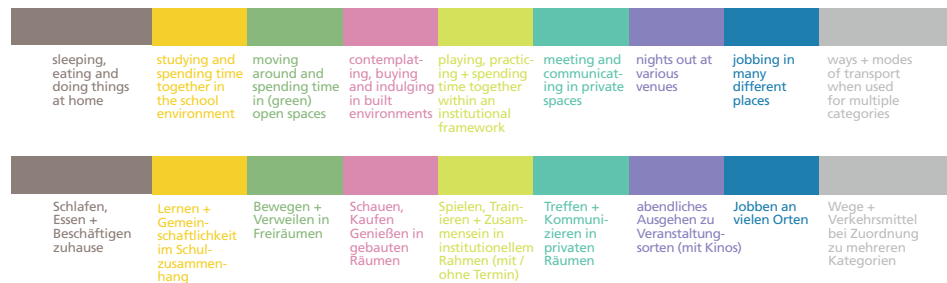 sleeping,
eating and
doing things
at home
studying and
spending time
together in
the school
environment
moving
around and
spending time
in (green)
open spaces
contemplat-
ing, buying
and indulging
in built
environments
playing, practic-
ing + spending
time together
within an
institutional
framework
meeting and
communicat-
ing in private
spaces
nights out at
various
venues
jobbing in
many
different
places
ways + modes
of transport
when used
for multiple
categories
Schlafen,
Essen +
Beschäftigen
zuhause
Lernen +
Gemein-
schaftlichkeit
im Schul-
zusammen-
hang
Bewegen +
Verweilen in
Freiräumen
Schauen,
Kaufen
Genießen in
gebauten
Räumen
Spielen, Train-
ieren + Zusam-
mensein in
institutionellem
Rahmen (mit /
ohne Termin)
Treffen +
Kommuni-
zieren in
privaten
Räumen
abendliches
Ausgehen zu
Veranstaltung-
sorten (mit Kinos)
Jobben an
vielen Orten
Wege +
Verkehrsmittel
bei Zuordnung
zu mehreren
Kategorien